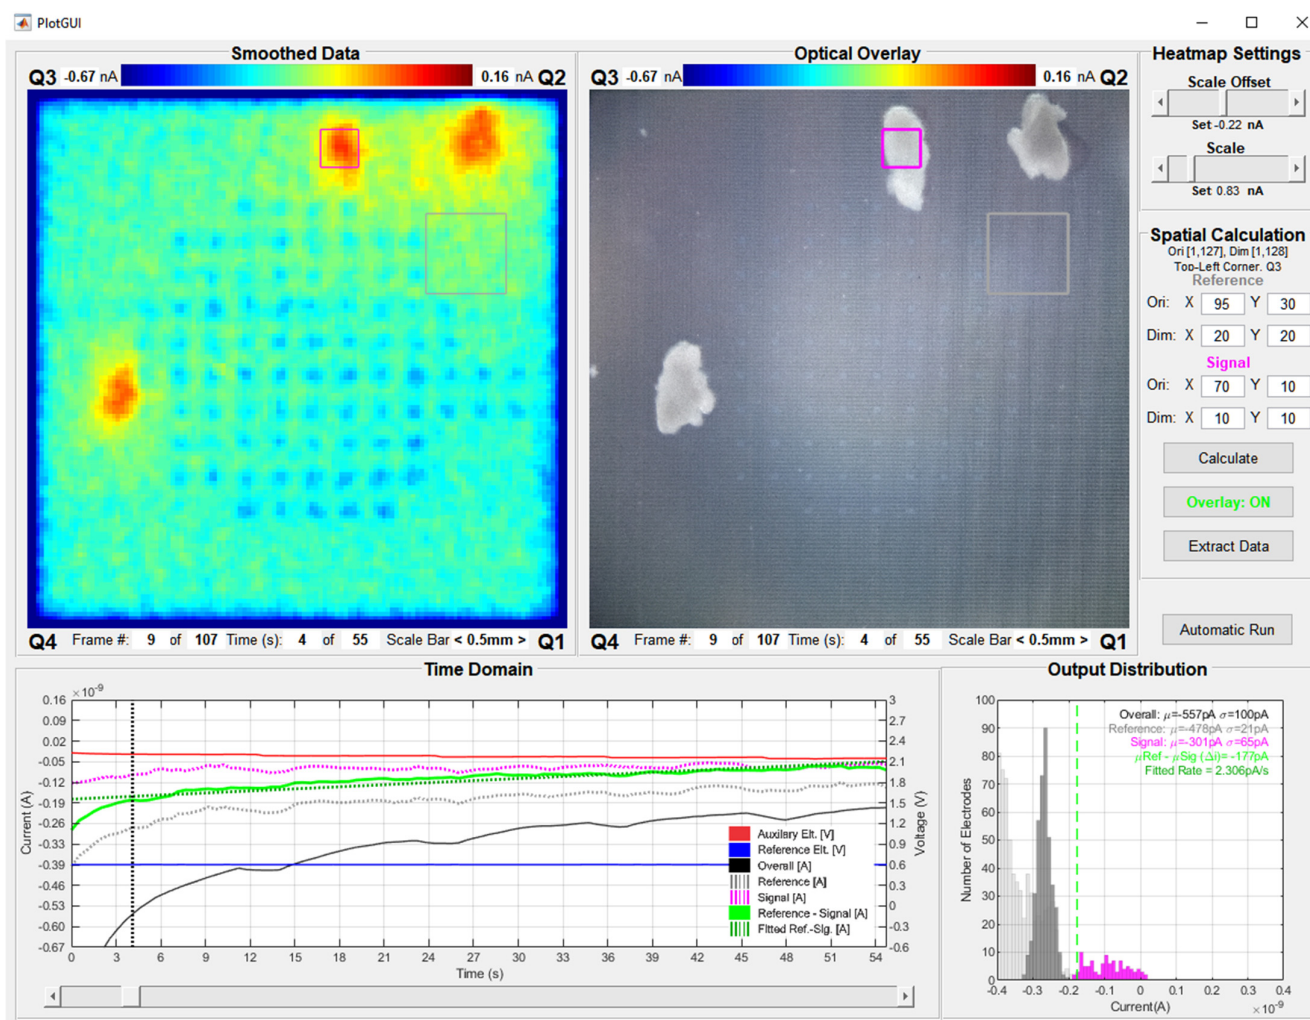 PlotGUI
Smoothed Data
Q3 -0.67 nA 0.16 nA Q2
Q4 Frame #: 9 of 107 Time (s): 4 of 55 Scale Bar < 0.5mm > Q1
Optical Overlay
Q3 -0.67 nA 0.16 nA Q2
Q4 Frame #: 9 of 107 Time (s): 4 of 55 Scale Bar < 0.5mm > Q1
Heatmap Settings
Scale Offset
Set -0.22 nA
Scale
Set 0.83 nA
Spatial Calculation
Ori [1,127], Dim [1,128]
Top-Left Corner. Q3
Reference
Ori: X 95 Y 30
Dim: X 20 Y 20
Signal
Ori: X 70 Y 10
Dim: X 10 Y 10
Calculate
Overlay: ON
Extract Data
Automatic Run
Time Domain
×10⁻⁹
0.16
0.09
0.02
-0.05
-0.12
-0.19
-0.26
-0.33
-0.39
-0.46
-0.53
-0.60
-0.67
Current (A)
3
2.7
2.4
2.1
1.8
1.5
1.2
0.9
0.6
0.3
0
-0.3
-0.6
Voltage (V)
Auxilary Elt. [V]
Reference Elt. [V]
Overall [A]
Reference [A]
Signal [A]
Reference - Signal [A]
Fitted Ref.-Sig. [A]
0 3 6 9 12 15 18 21 24 27 30 33 36 39 42 45 48 51 54
Time (s)
Output Distribution
100
90
80
70
60
50
40
30
20
10
0
Number of Electrodes
Overall: μ=-557pA σ=100pA
Reference: μ=-478pA σ=21pA
Signal: μ=-301pA σ=65pA
μRef - μSig (Δi)= -177pA
Fitted Rate = 2.306pA/s
-0.4 -0.3 -0.2 -0.1 0 0.1 0.2 0.3 0.4
Current(A)
×10⁻⁹